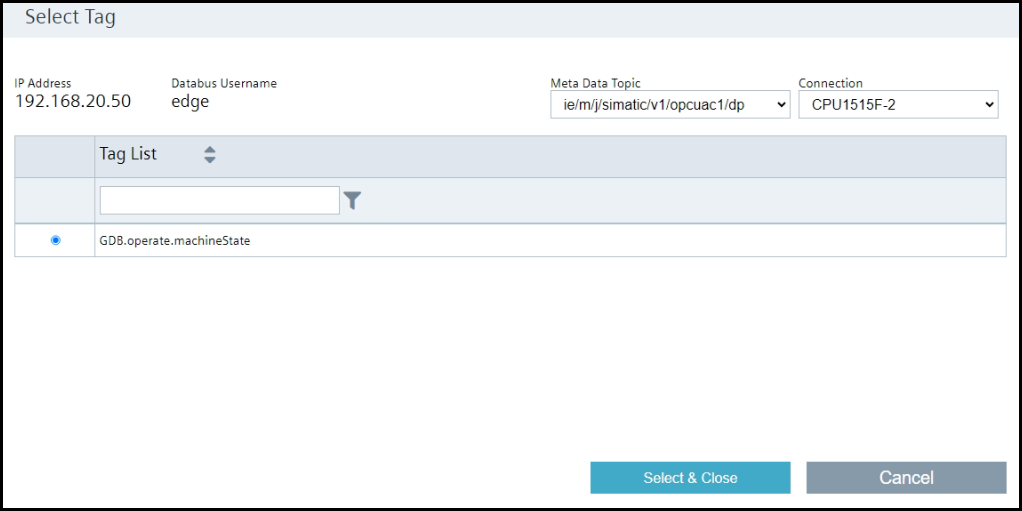 Select Tag
IP Address
192.168.20.50
Databus Username
edge
Meta Data Topic
ie/m/j/simatic/v1/opcuac1/dp
Connection
CPU1515F-2
Tag List
GDB.operate.machineState
Select & Close
Cancel